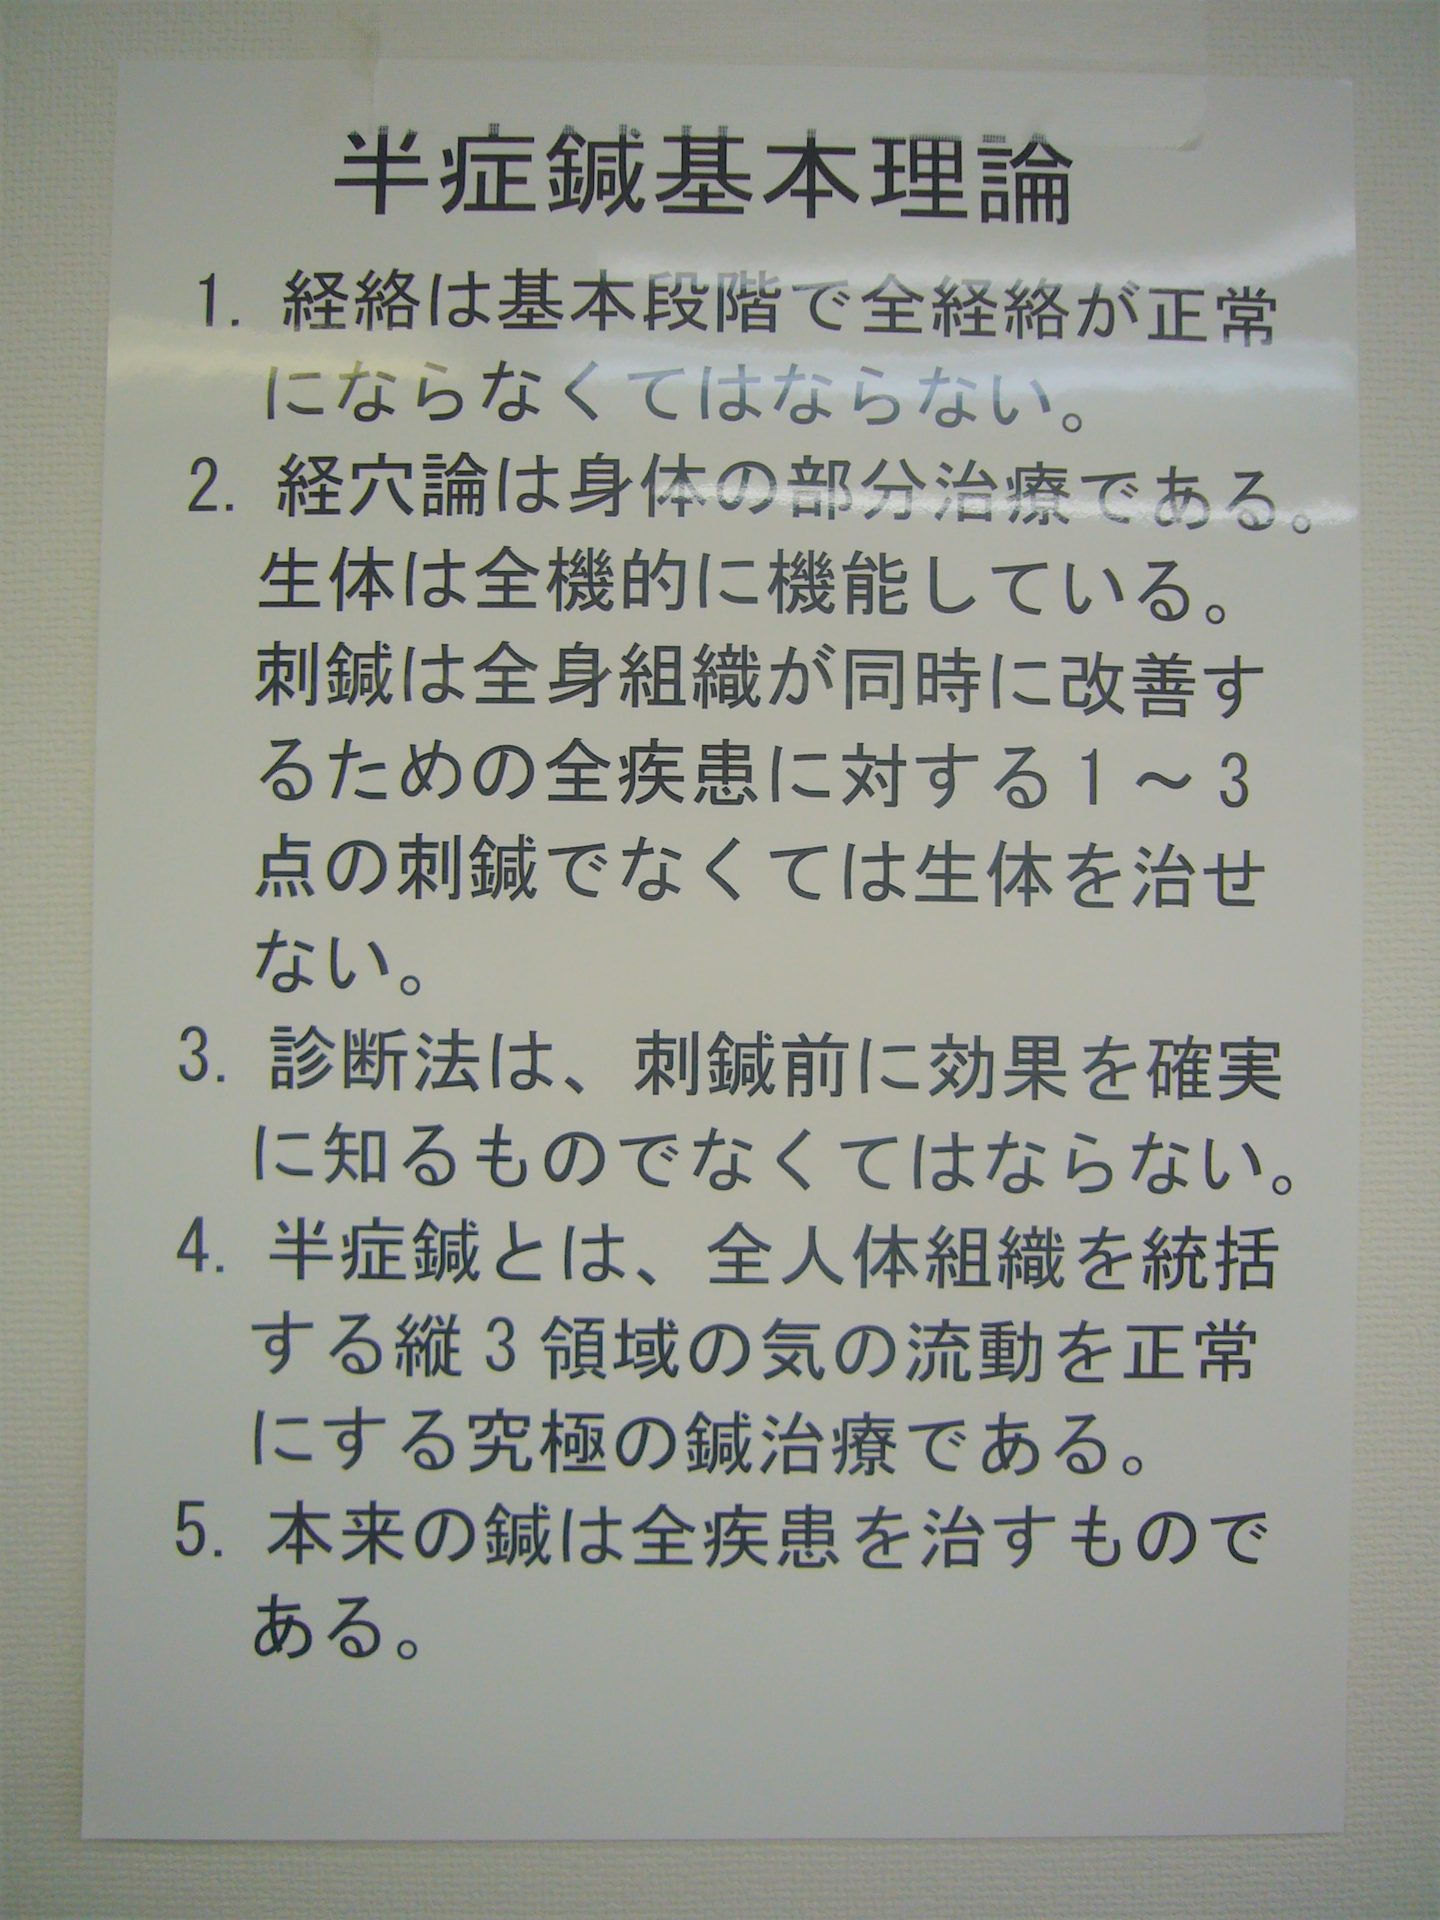 半症鍼基本理論
1. 経絡は基本段階で全経絡が正常
にならなくてはならない。
2. 経穴論は身体の部分治療である。
生体は全機的に機能している。
刺鍼は全身組織が同時に改善す
るための全疾患に対する1～3
点の刺鍼でなくては生体を治せ
ない。
3. 診断法は、刺鍼前に効果を確実
に知るものでなくてはならない。
4. 半症鍼とは、全人体組織を統括
する縦3領域の気の流動を正常
にする究極の鍼治療である。
5. 本来の鍼は全疾患を治すもので
ある。